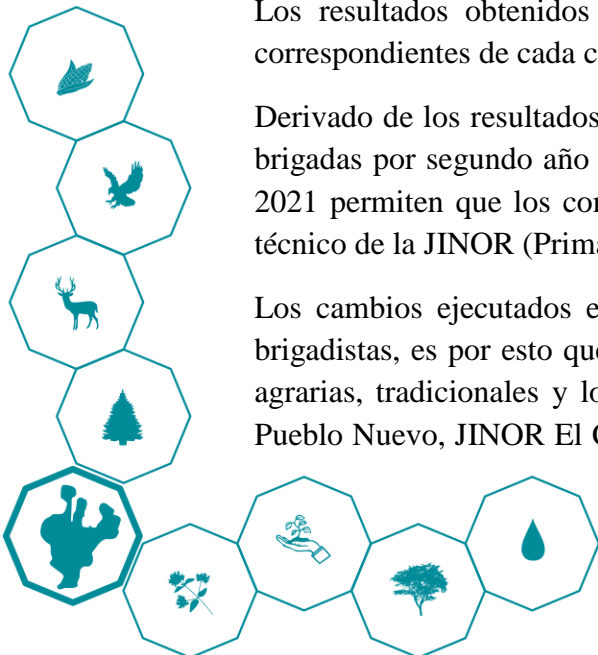 Los resultados obtenidos
correspondientes de cada c
Derivado de los resultados
brigadas por segundo año
2021 permiten que los con
técnico de la JINOR (Prima
Los cambios ejecutados e
brigadistas, es por esto que
agrarias, tradicionales y lo
Pueblo Nuevo, JINOR El